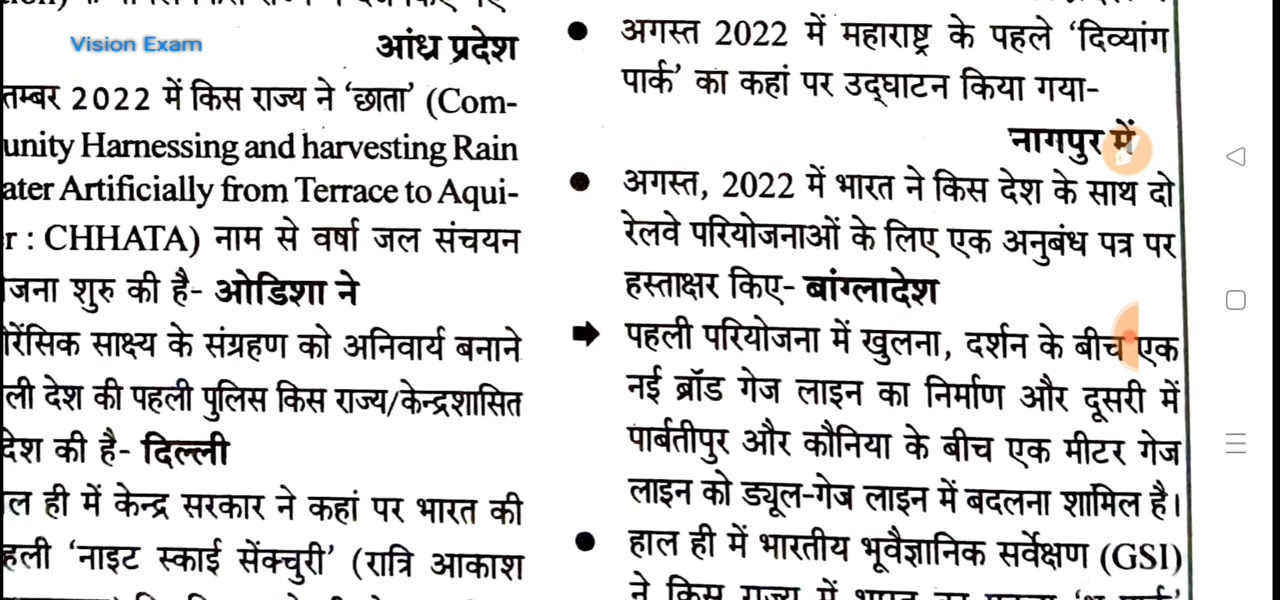 Vision Exam
आंध्र प्रदेश
तम्बर 2022 में किस राज्य ने ‘छाता’ (Com-
unity Harnessing and harvesting Rain
ater Artificially from Terrace to Aqui-
r : CHHATA) नाम से वर्षा जल संचयन
जना शुरु की है- ओडिशा ने
रेंसिक साक्ष्य के संग्रहण को अनिवार्य बनाने
ली देश की पहली पुलिस किस राज्य/केन्द्रशासित
देश की है- दिल्ली
ल ही में केन्द्र सरकार ने कहां पर भारत की
हली ‘नाइट स्काई सेंक्चुरी’ (रात्रि आकाश
● अगस्त 2022 में महाराष्ट्र के पहले ‘दिव्यांग
पार्क’ का कहां पर उद्घाटन किया गया-
नागपुर में
● अगस्त, 2022 में भारत ने किस देश के साथ दो
रेलवे परियोजनाओं के लिए एक अनुबंध पत्र पर
हस्ताक्षर किए- बांग्लादेश
➡ पहली परियोजना में खुलना, दर्शन के बीच एक
नई ब्रॉड गेज लाइन का निर्माण और दूसरी में
पार्बतीपुर और कौनिया के बीच एक मीटर गेज
लाइन को ड्यूल-गेज लाइन में बदलना शामिल है।
● हाल ही में भारतीय भूवैज्ञानिक सर्वेक्षण (GSI)
ने किस राज्य में